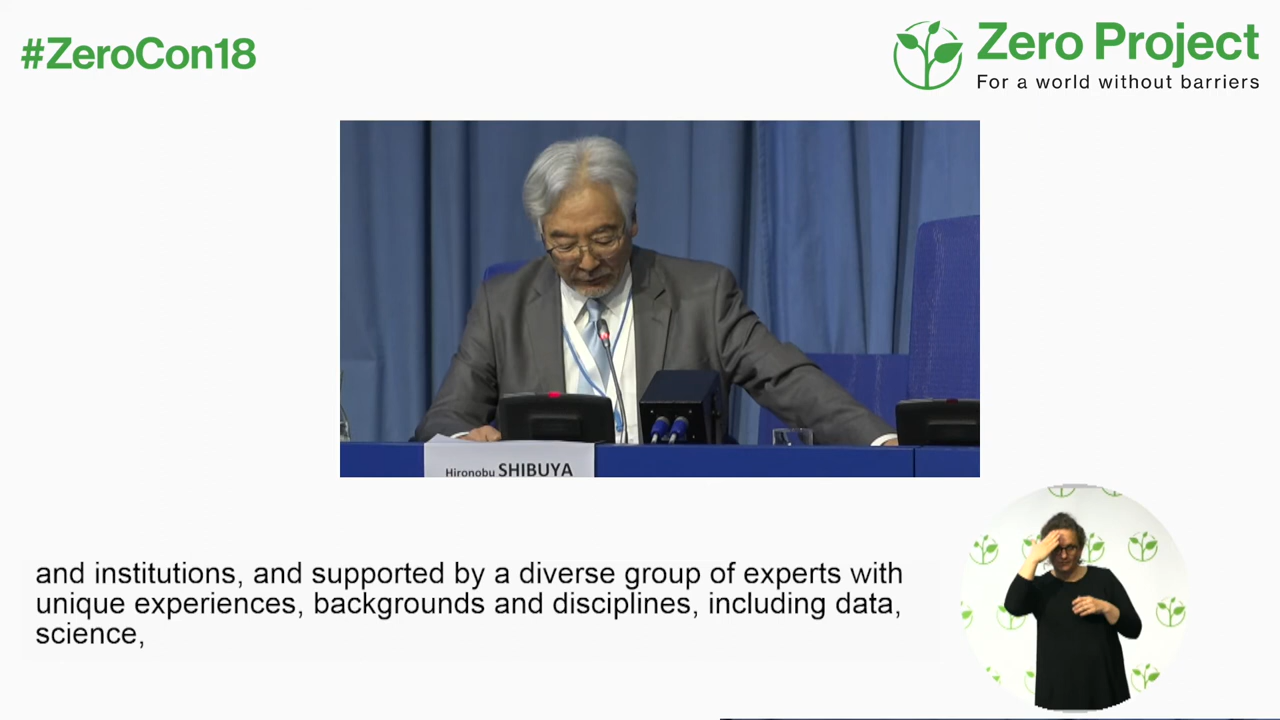 #ZeroCon18
Zero Project
For a world without barriers
Hironobu SHIBUYA
and institutions, and supported by a diverse group of experts with
unique experiences, backgrounds and disciplines, including data,
science,